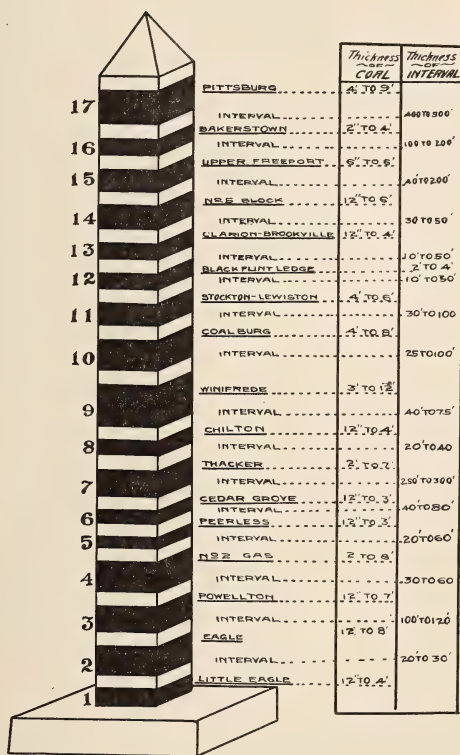 Thickness OF COAL Thickness OF INTERVAL
PITTSBURG 4' TO 9'
17
INTERVAL 400 TO 500'
BAKERSTOWN 2" TO 4'
16 INTERVAL 100 TO 200'
UPPER FREEPORT 6" TO 6'
15 INTERVAL 40' TO 200'
NO 5 BLOCK 12" TO 6'
14 INTERVAL 30 TO 50'
CLARION-BROOKVILLE 12" TO 4'
13 INTERVAL 10' TO 50'
BLACK FLINT LEDGE 2' TO 4'
12 INTERVAL 10' TO 50'
STOCKTON-LEWISTON 4' TO 6'
11 INTERVAL 30' TO 100
COALBURG 4' TO 8'
10 INTERVAL 25 TO 100'
WINIFREDE 3' TO 12'
9 INTERVAL 40' TO 75'
CHILTON 12" TO 4'
8 INTERVAL 20' TO 40
THACKER 2' TO 7'
7 INTERVAL 250' TO 300'
CEDAR GROVE 12" TO 3'
6 INTERVAL 40' TO 80'
PEERLESS 12" TO 3'
5 INTERVAL 20' TO 60'
NO 2 GAS 2 TO 8'
4 INTERVAL 30 TO 60
POWELLTON 12" TO 7'
3 INTERVAL 100' TO 120'
EAGLE 12" TO 8'
2 INTERVAL 20' TO 30'
LITTLE EAGLE 12" TO 4'
1